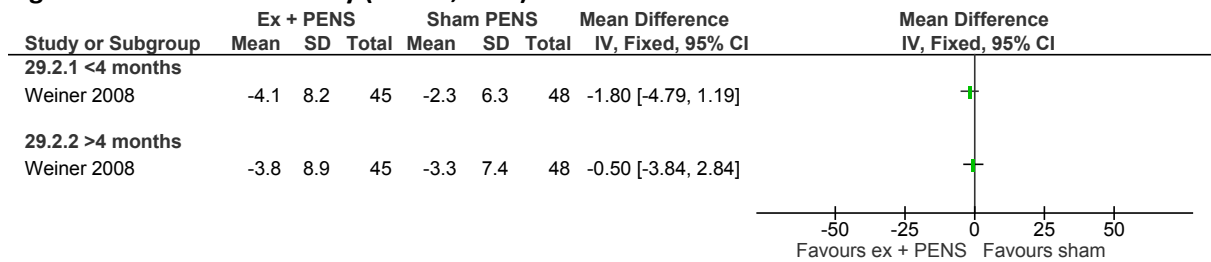 Ex + PENS Sham PENS Mean Difference Mean Difference
Study or Subgroup Mean SD Total Mean SD Total IV, Fixed, 95% CI IV, Fixed, 95% CI
29.2.1 <4 months
Weiner 2008 -4.1 8.2 45 -2.3 6.3 48 -1.80 [-4.79, 1.19]
29.2.2 >4 months
Weiner 2008 -3.8 8.9 45 -3.3 7.4 48 -0.50 [-3.84, 2.84]
-50 -25 0 25 50
Favours ex + PENS Favours sham